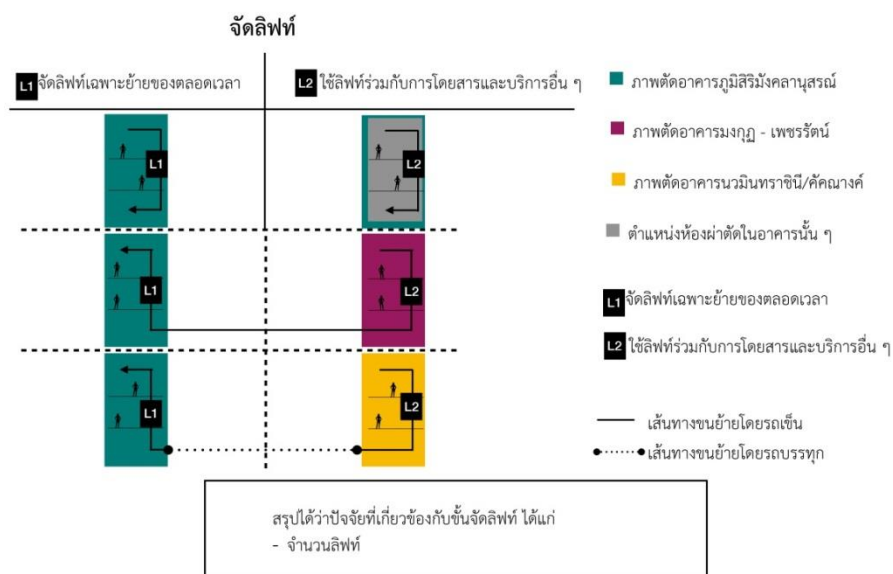 จัดลิฟท์
L1 จัดลิฟท์เฉพาะย้ายของตลอดเวลา
L2 ใช้ลิฟท์ร่วมกับการโดยสารและบริการอื่น ๆ
L1
L2
L1
L2
L1
L2
ภาพตัดอาคารภูมิสิริมังคลานุสรณ์
ภาพตัดอาคารมงกุฏ - เพชรรัตน์
ภาพตัดอาคารนวมินทราชินี/คัคณางค์
ตำแหน่งห้องผ่าตัดในอาคารนั้น ๆ
L1 จัดลิฟท์เฉพาะย้ายของตลอดเวลา
L2 ใช้ลิฟท์ร่วมกับการโดยสารและบริการอื่น ๆ
เส้นทางขนย้ายโดยรถเข็น
เส้นทางขนย้ายโดยรถบรรทุก
สรุปได้ว่าปัจจัยที่เกี่ยวข้องกับขั้นจัดลิฟท์ ได้แก่
- จำนวนลิฟท์